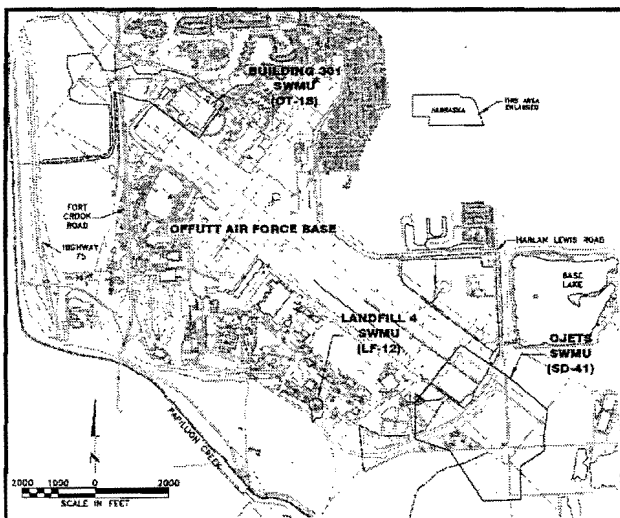 BUILDING 301
SWMU
(OT-18)
NEBRASKA
THIS AREA
ENLARGED
FORT
CROOK
ROAD
HIGHWAY
75
OFFUTT AIR FORCE BASE
HARLAN LEWIS ROAD
BASE
LAKE
LANDFILL 4
SWMU
(LF-12)
OJETS
SWMU
(SD-41)
PAPILLION CREEK
N
2000 1000 0 2000
SCALE IN FEET